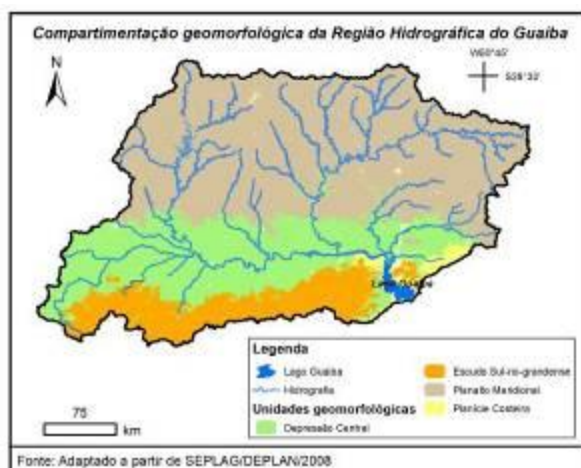 Compartimentação geomorfológica da Região Hidrográfica do Guaíba
N
Lago Guaíba
Legenda
Lago Guaíba
Hidrografia
Unidades geomorfológicas
Depressão Central
Escudo Sul-rio-grandense
Planalto Meridional
Planície Costeira
75
km
Fonte: Adaptado a partir de SEPLAG/DEPLAN/2008